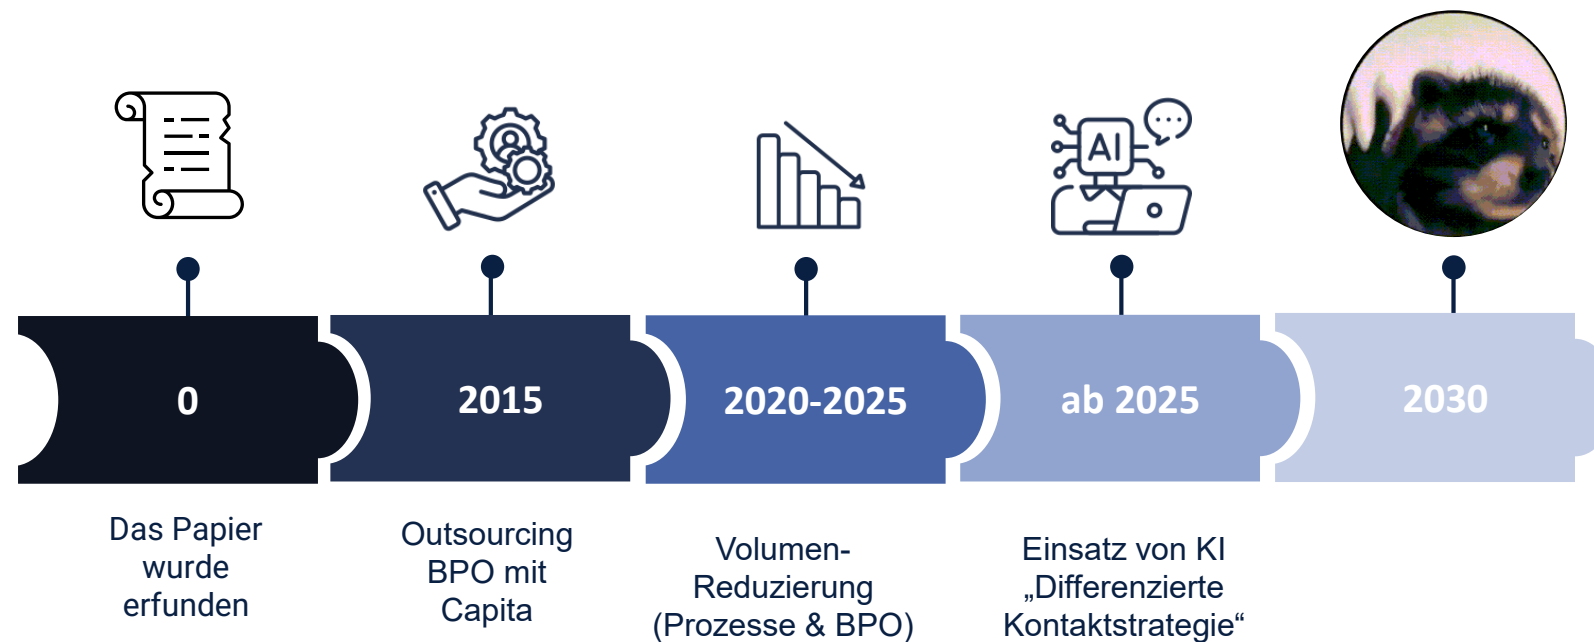 AI
0
2015
2020-2025
ab 2025
2030
Das Papier
wurde
erfunden
Outsourcing
BPO mit
Capita
Volumen-
Reduzierung
(Prozesse & BPO)
Einsatz von KI
„Differenzierte
Kontaktstrategie“